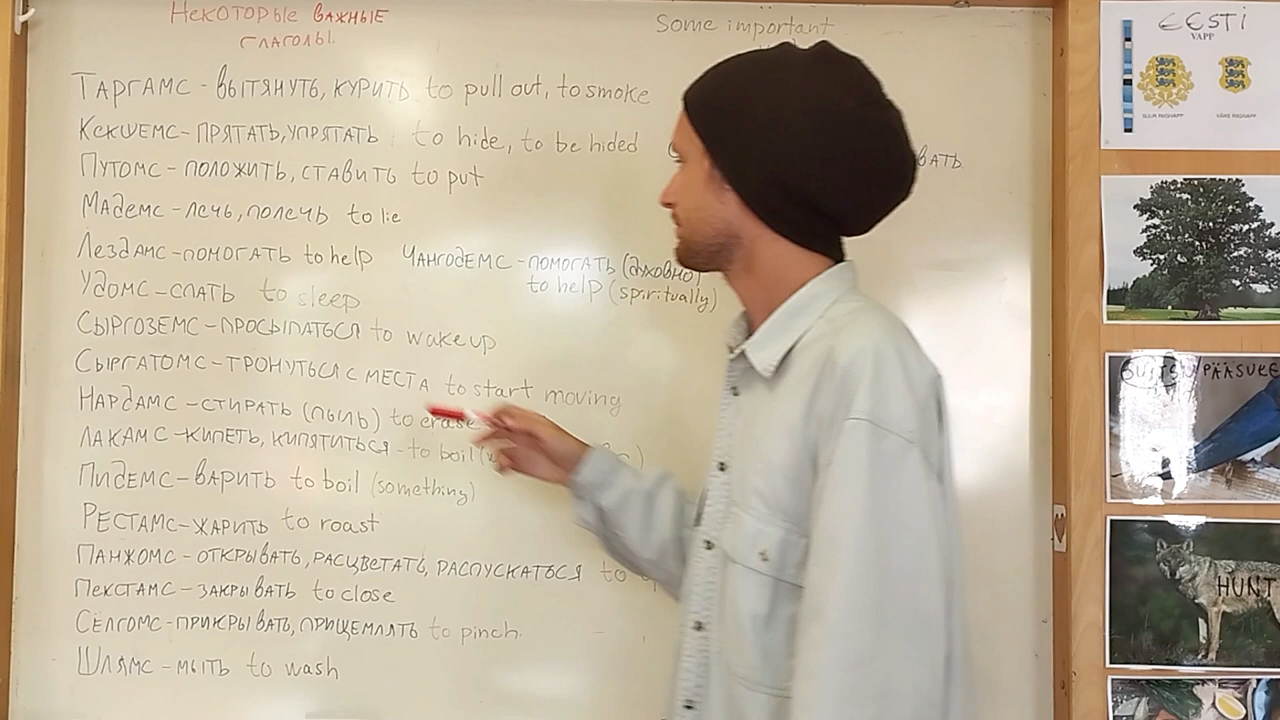 Некоторые важные
глаголы.
Some important
Таргамс - вытянуть, курить to pull out, to smoke
Кекшемс - прятать, упрятать to hide, to be hided
вать
Путомс - положить, ставить to put
Мадемс - лечь, полечь to lie
Лездамс - помогать to help Чангодемс - помогать (духовно)
to help (spiritually)
Удомс - спать to sleep
Сыргоземс - просыпаться to wake up
Сыргатомс - тронуться с места to start moving
Нардамс - стирать (пыль) to erase
Лакамс - кипеть, кипятиться - to boil
Пидемс - варить to boil (something)
Рестамс - жарить to roast
Панжомс - открывать, расцветать, распускаться to
Пекстамс - закрывать to close
Сёлгомс - прикрывать, прищемлять to pinch.
Шлямс - мыть to wash
EESTI
VAPP
SUUR RIIGIVAPP VÄIKE RIIGIVAPP
SUITSUPÄÄSUKE
HUNT